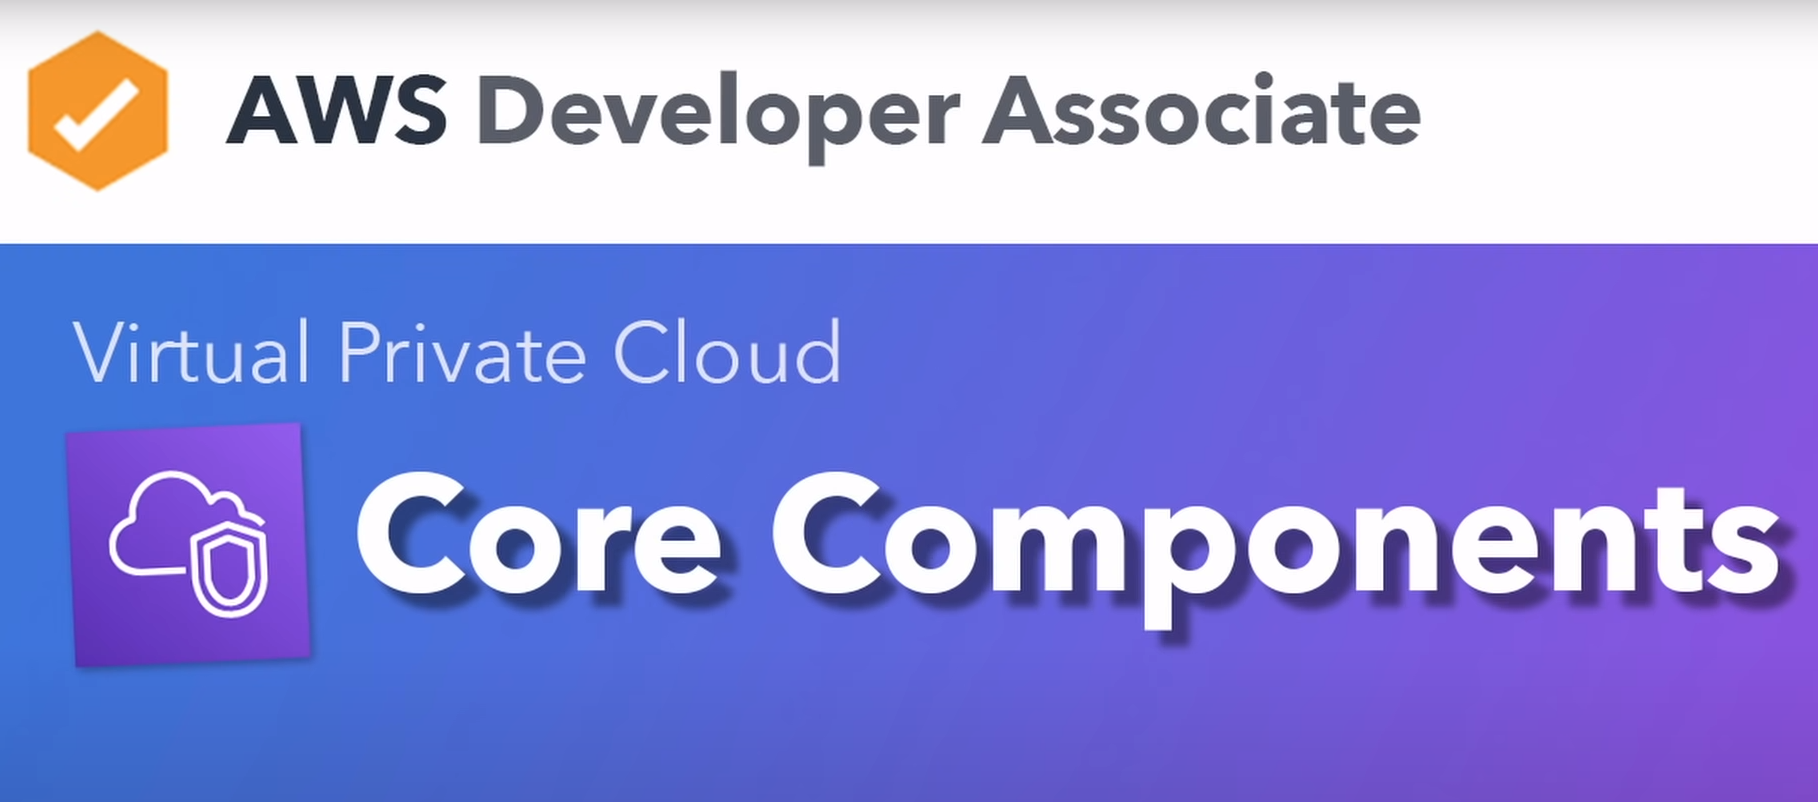 AWS Developer Associate
Virtual Private Cloud
Core Components